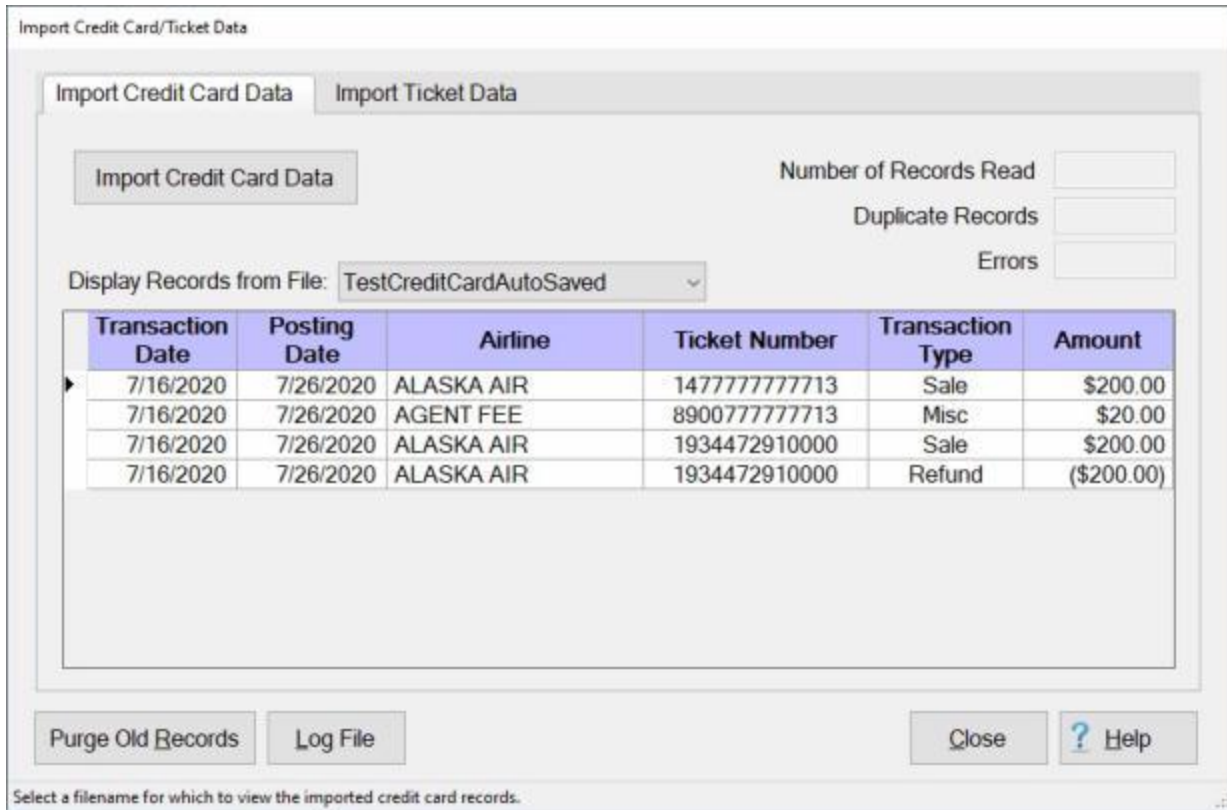 Import Credit Card/Ticket Data
Import Credit Card Data Import Ticket Data
Import Credit Card Data
Number of Records Read
Duplicate Records
Errors
Display Records from File: TestCreditCardAutoSaved
Transaction Date Posting Date Airline Ticket Number Transaction Type Amount
7/16/2020 7/26/2020 ALASKA AIR 1477777777713 Sale $200.00
7/16/2020 7/26/2020 AGENT FEE 8900777777713 Misc $20.00
7/16/2020 7/26/2020 ALASKA AIR 1934472910000 Sale $200.00
7/16/2020 7/26/2020 ALASKA AIR 1934472910000 Refund ($200.00)
Purge Old Records Log File Close ? Help
Select a filename for which to view the imported credit card records.